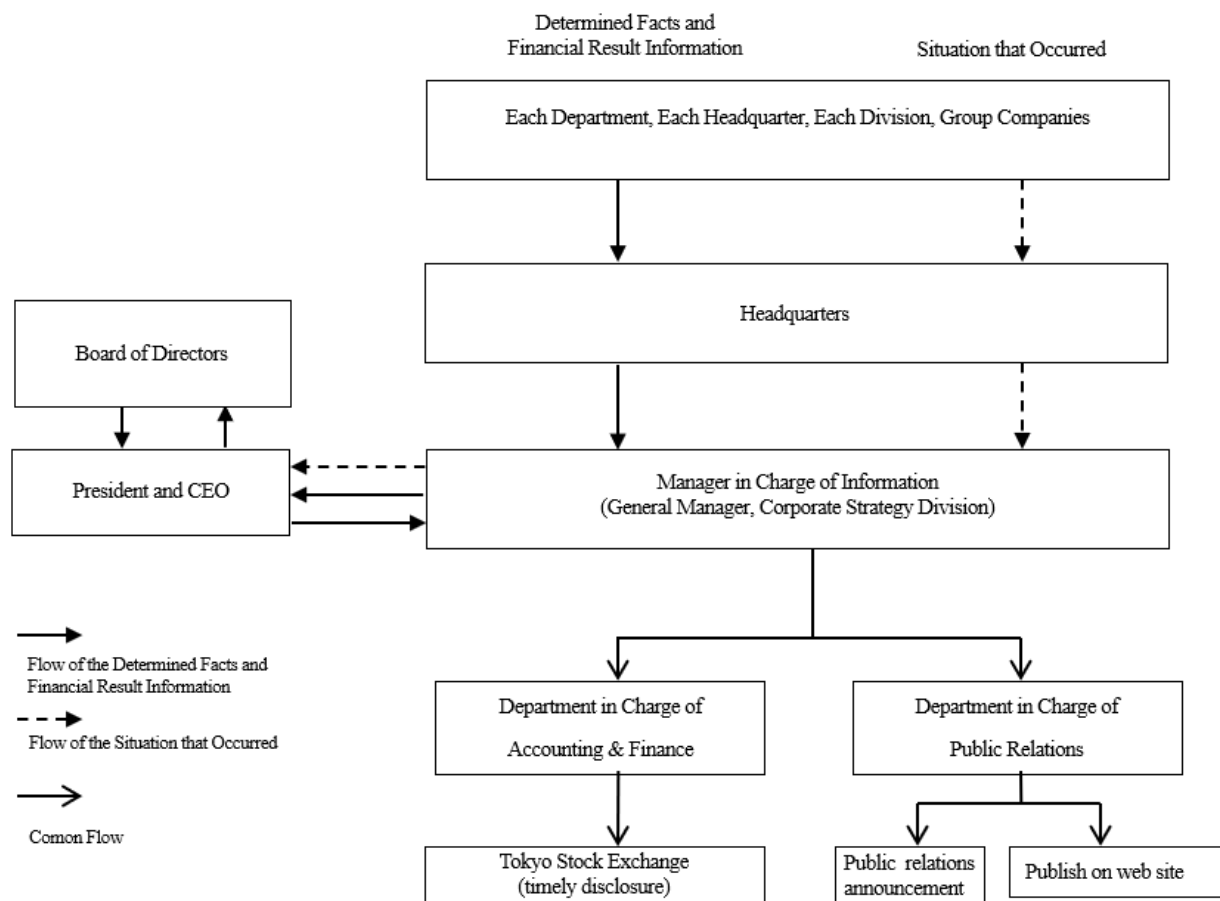 Determined Facts and
Financial Result Information
Situation that Occurred
Each Department, Each Headquarter, Each Division, Group Companies
Headquarters
Board of Directors
President and CEO
Manager in Charge of Information
(General Manager, Corporate Strategy Division)
Flow of the Determined Facts and
Financial Result Information
Flow of the Situation that Occurred
Comon Flow
Department in Charge of
Accounting & Finance
Department in Charge of
Public Relations
Tokyo Stock Exchange
(timely disclosure)
Public relations
announcement
Publish on web site